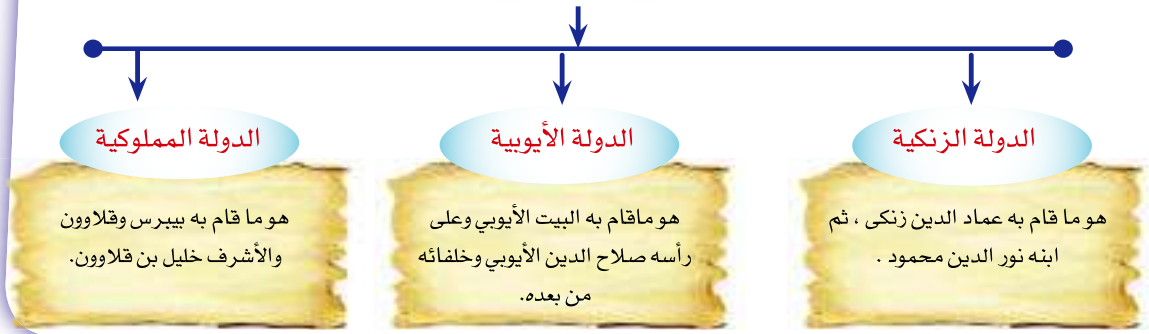 الدولة الزنكية
هو ما قام به عماد الدين زنكى ، ثم
ابنه نور الدين محمود .
الدولة الأيوبية
هو ماقام به البيت الأيوبي وعلى
رأسه صلاح الدين الأيوبي وخلفائه
من بعده.
الدولة المملوكية
هو ما قام به بيبرس وقلاوون
والأشرف خليل بن قلاوون.